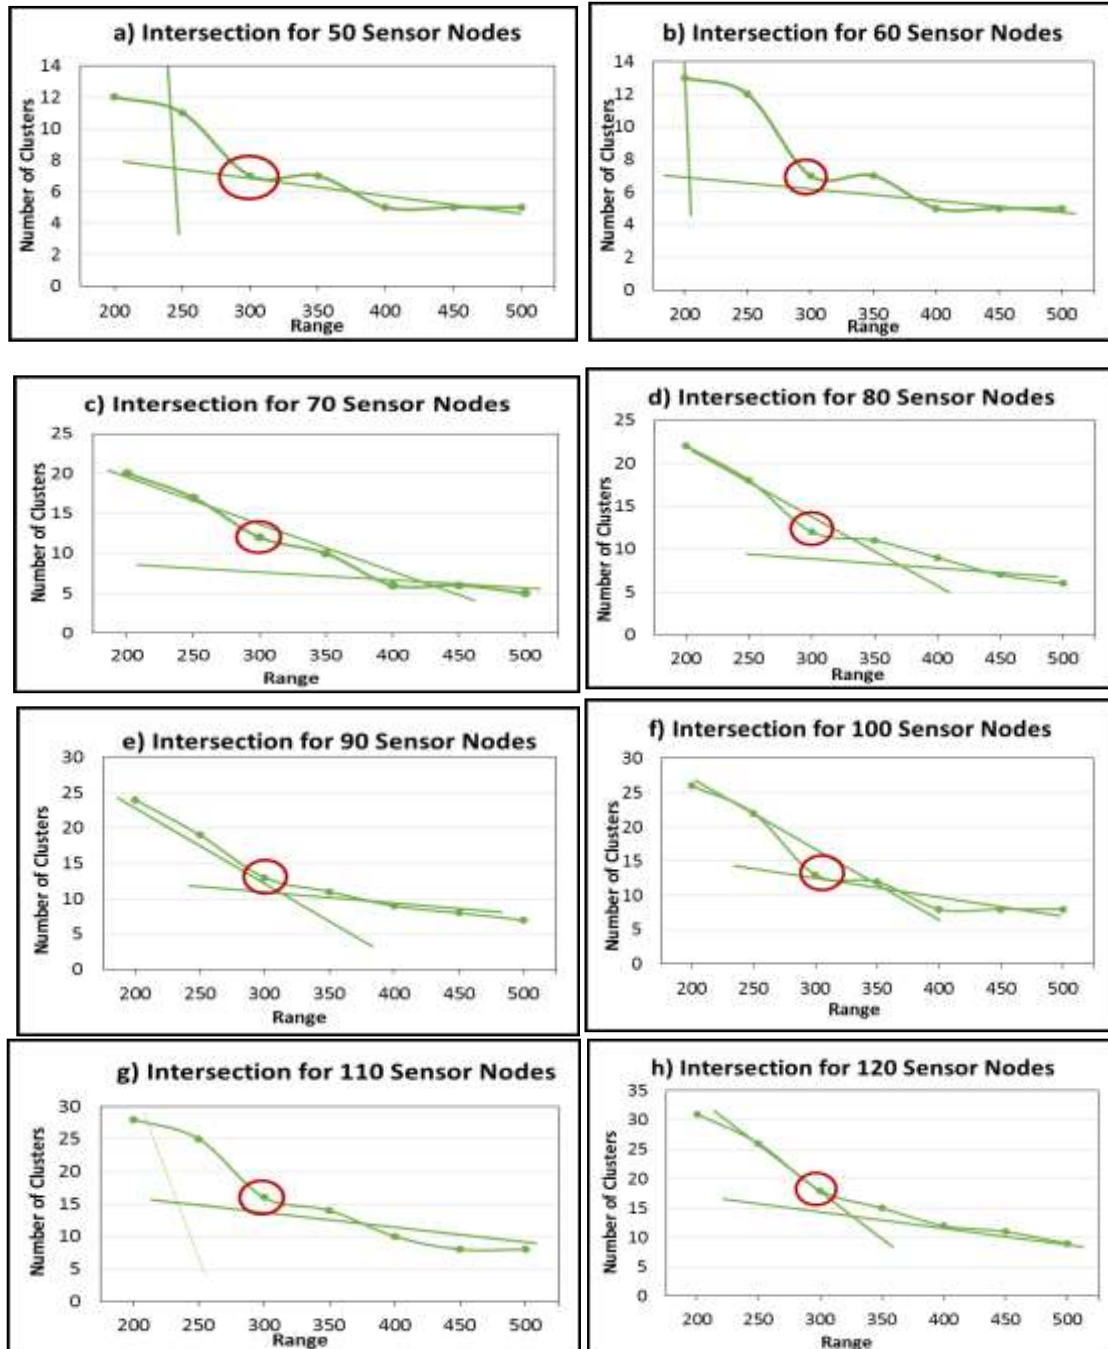 a) Intersection for 50 Sensor Nodes
Number of Clusters
14
12
10
8
6
4
2
0
200 250 300 350 400 450 500
Range
b) Intersection for 60 Sensor Nodes
Number of Clusters
14
12
10
8
6
4
2
0
200 250 300 350 400 450 500
Range
c) Intersection for 70 Sensor Nodes
Number of Clusters
25
20
15
10
5
0
200 250 300 350 400 450 500
Range
d) Intersection for 80 Sensor Nodes
Number of Clusters
25
20
15
10
5
0
200 250 300 350 400 450 500
Range
e) Intersection for 90 Sensor Nodes
Number of Clusters
30
25
20
15
10
5
0
200 250 300 350 400 450 500
Range
f) Intersection for 100 Sensor Nodes
Number of Clusters
30
25
20
15
10
5
0
200 250 300 350 400 450 500
Range
g) Intersection for 110 Sensor Nodes
Number of Clusters
30
25
20
15
10
5
0
200 250 300 350 400 450 500
Range
h) Intersection for 120 Sensor Nodes
Number of Clusters
35
30
25
20
15
10
5
0
200 250 300 350 400 450 500
Range